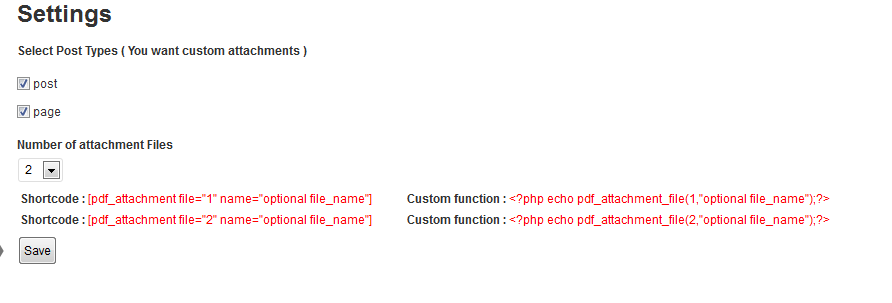 Settings
Select Post Types ( You want custom attachments )
post
page
Number of attachment Files
2
Shortcode : [pdf_attachment file="1" name="optional file_name"] Custom function : <?php echo pdf_attachment_file(1,"optional file_name");?>
Shortcode : [pdf_attachment file="2" name="optional file_name"] Custom function : <?php echo pdf_attachment_file(2,"optional file_name");?>
Save